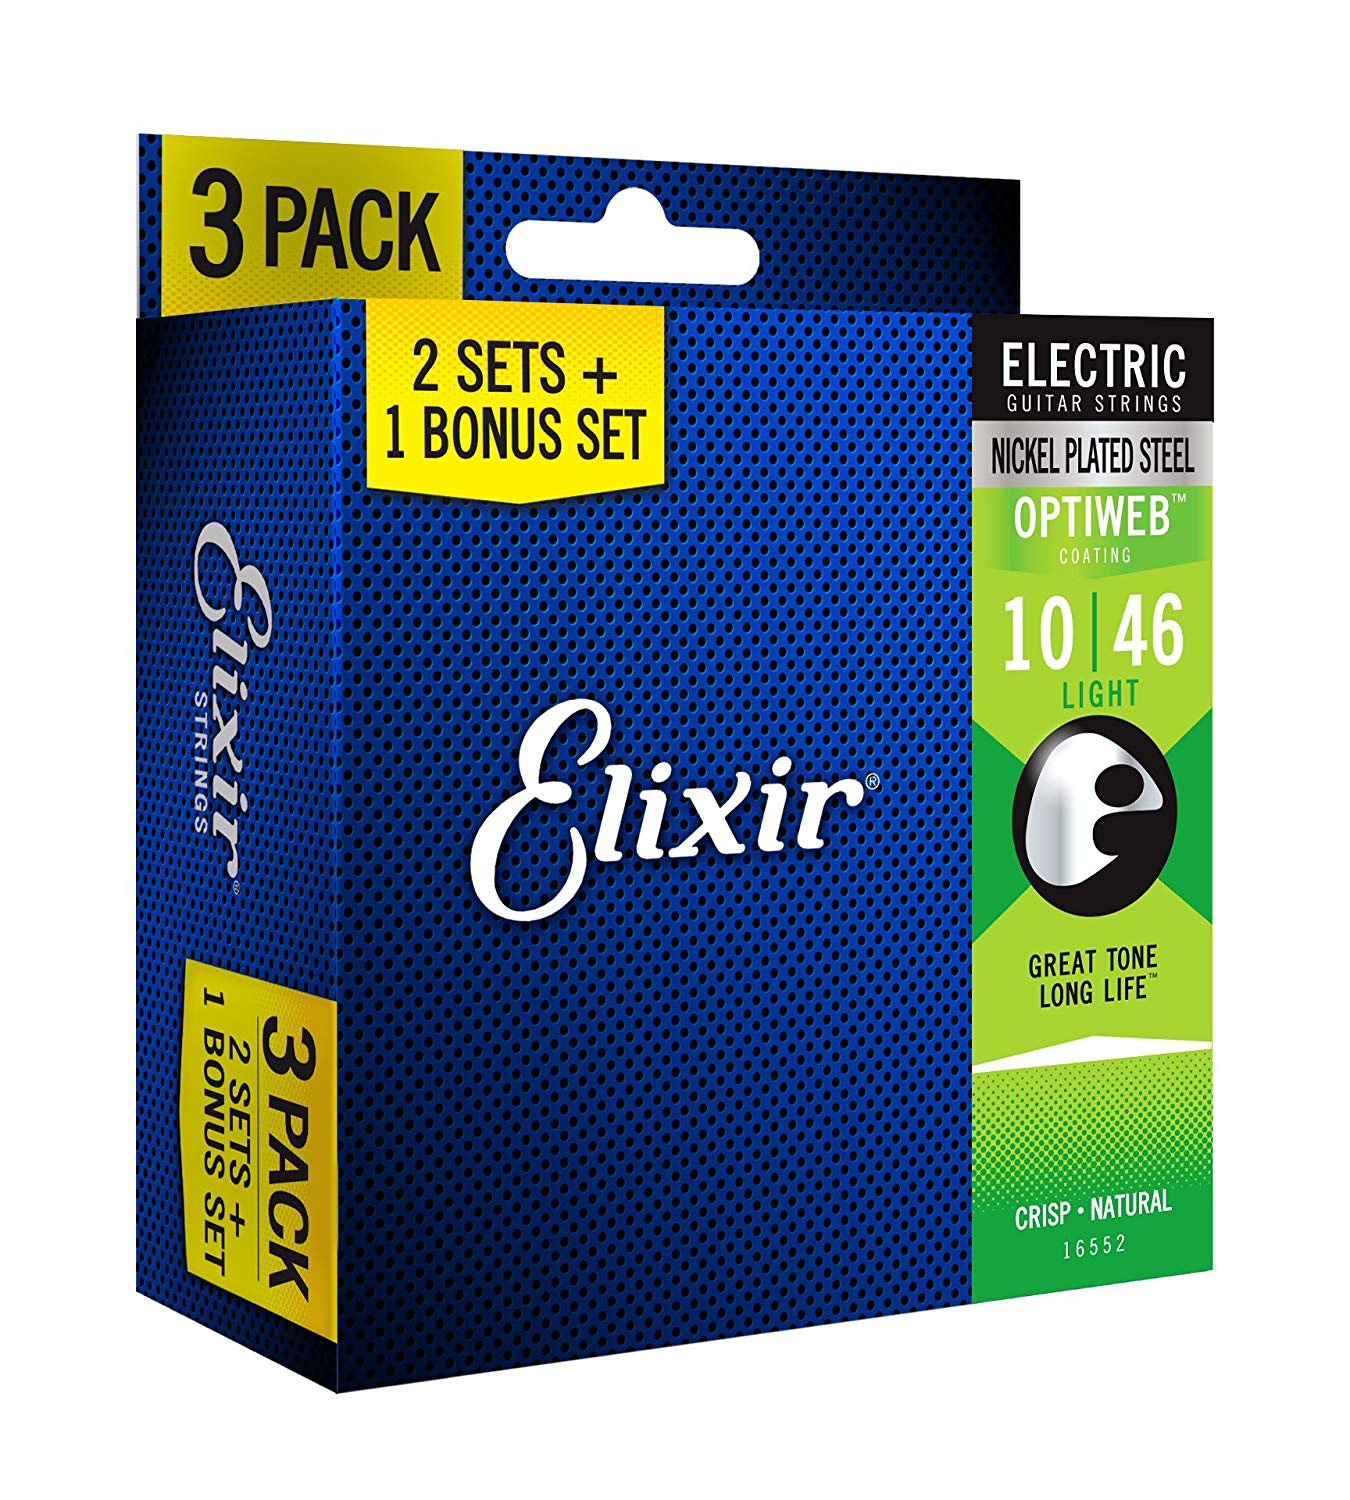 3 PACK
2 SETS +
1 BONUS SET
Elixir®
STRINGS
3 PACK
2 SETS +
1 BONUS SET
Elixir®
ELECTRIC
GUITAR STRINGS
NICKEL PLATED STEEL
OPTIWEB™
COATING
10 | 46
LIGHT
GREAT TONE
LONG LIFE™
CRISP • NATURAL
16552